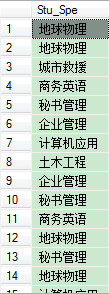 Stu_Spe
1 地球物理
2 地球物理
3 城市救援
4 商务英语
5 秘书管理
6 企业管理
7 计算机应用
8 土木工程
9 企业管理
10 秘书管理
11 商务英语
12 地球物理
13 秘书管理
14 地球物理